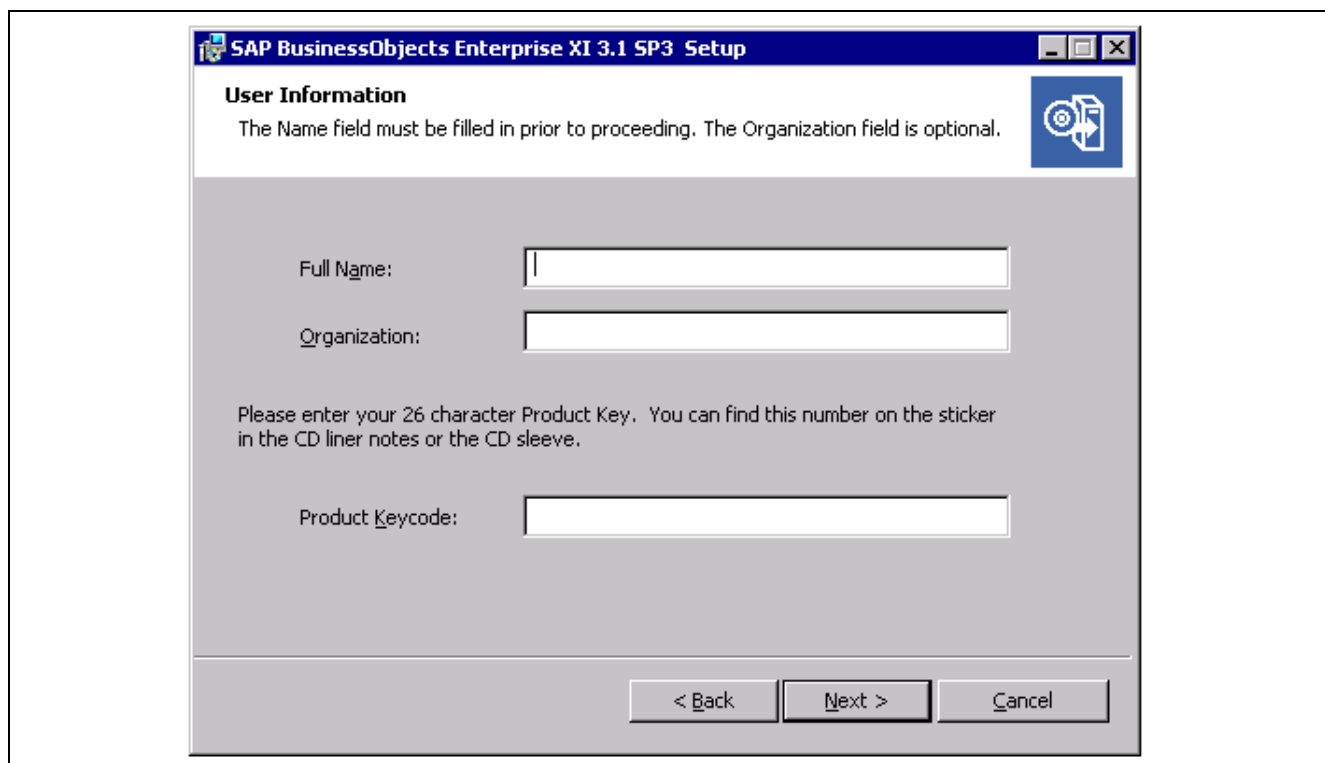 SAP BusinessObjects Enterprise XI 3.1 SP3 Setup
User Information
The Name field must be filled in prior to proceeding. The Organization field is optional.
Full Name:
Organization:
Please enter your 26 character Product Key. You can find this number on the sticker
in the CD liner notes or the CD sleeve.
Product Keycode:
< Back Next > Cancel